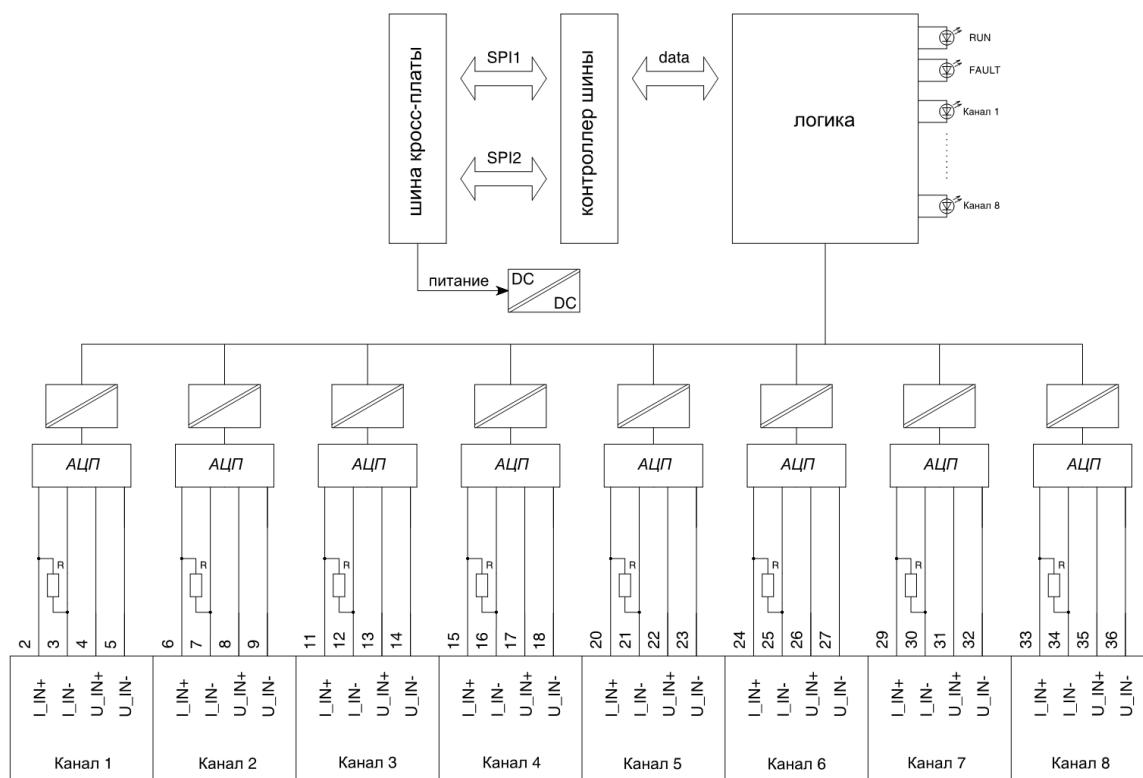 шина кросс-платы
SPI1
SPI2
контроллер шины
data
логика
RUN
FAULT
Канал 1
Канал 8
питание
DC
DC
АЦП АЦП АЦП АЦП АЦП АЦП АЦП АЦП
R R R R R R R R
2 3 4 5 6 7 8 9 11 12 13 14 15 16 17 18 20 21 22 23 24 25 26 27 29 30 31 32 33 34 35 36
I_IN+ I_IN- U_IN+ U_IN- I_IN+ I_IN- U_IN+ U_IN- I_IN+ I_IN- U_IN+ U_IN- I_IN+ I_IN- U_IN+ U_IN- I_IN+ I_IN- U_IN+ U_IN- I_IN+ I_IN- U_IN+ U_IN- I_IN+ I_IN- U_IN+ U_IN- I_IN+ I_IN- U_IN+ U_IN-
Канал 1 Канал 2 Канал 3 Канал 4 Канал 5 Канал 6 Канал 7 Канал 8